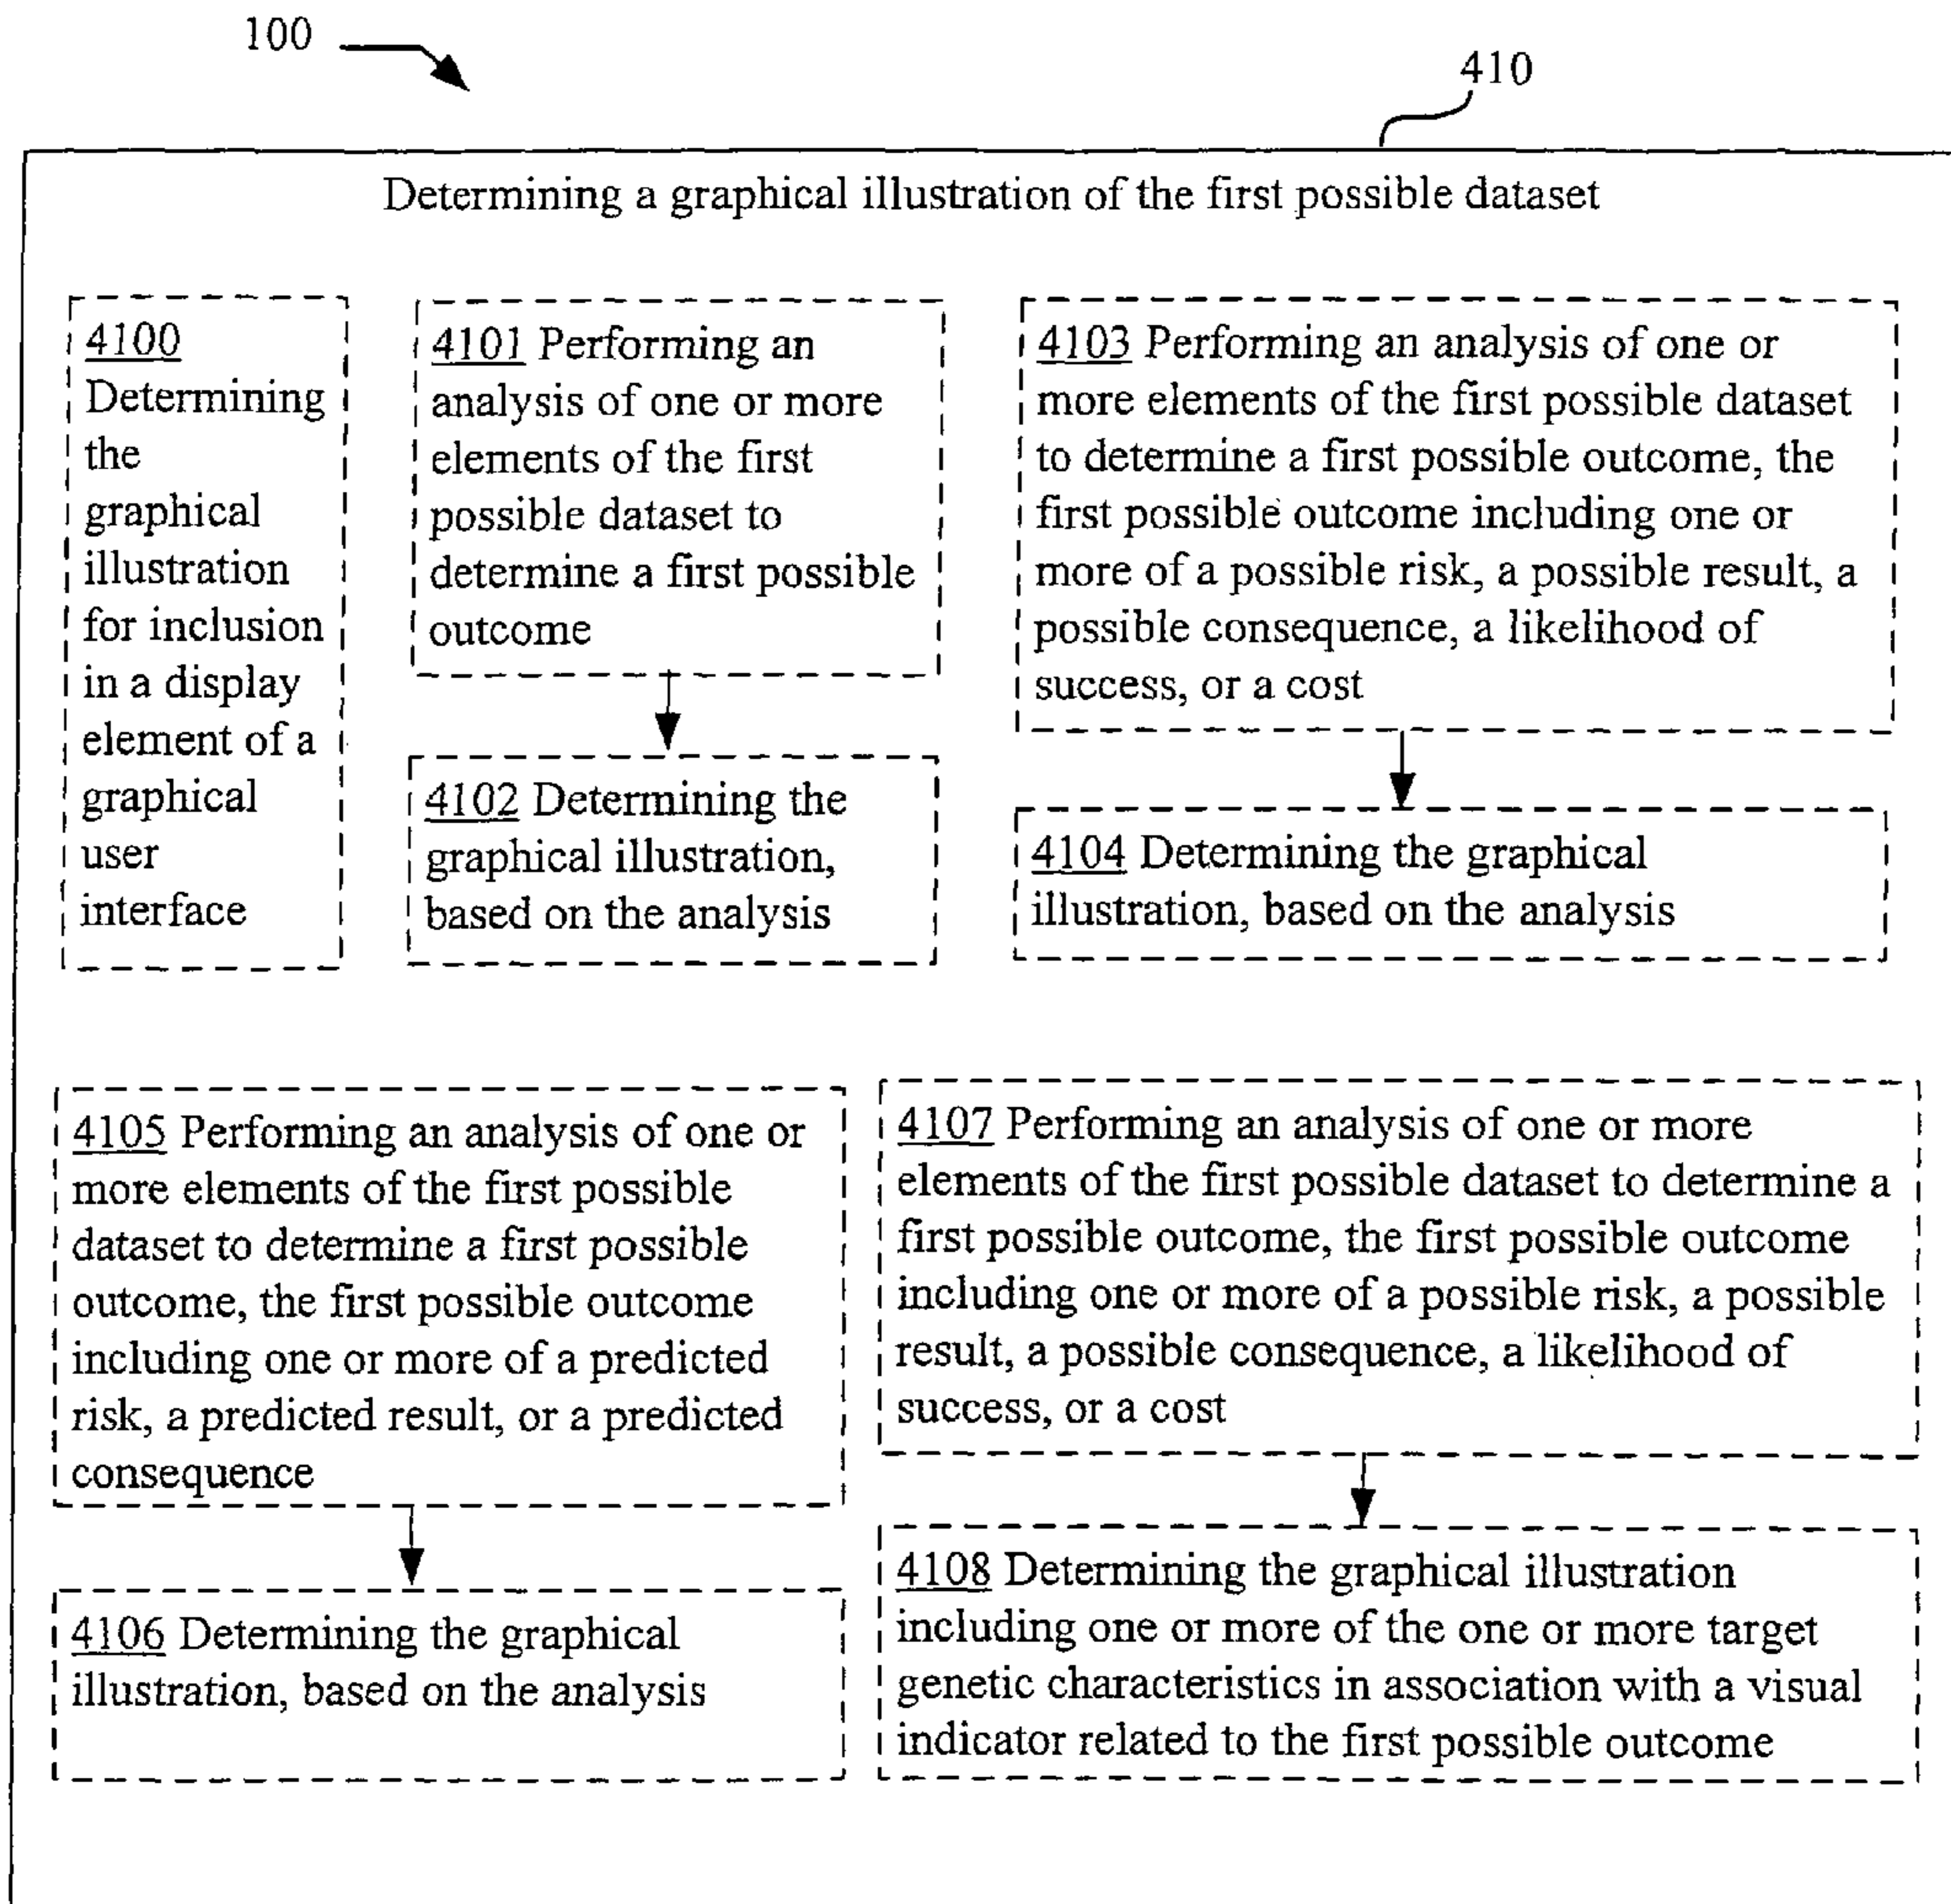 100
410
Determining a graphical illustration of the first possible dataset
4100
Determining
the
graphical
illustration
for inclusion
in a display
element of a
graphical
user
interface
4101 Performing an
analysis of one or more
elements of the first
possible dataset to
determine a first possible
outcome
4102 Determining the
graphical illustration,
based on the analysis
4103 Performing an analysis of one or
more elements of the first possible dataset
to determine a first possible outcome, the
first possible outcome including one or
more of a possible risk, a possible result, a
possible consequence, a likelihood of
success, or a cost
4104 Determining the graphical
illustration, based on the analysis
4105 Performing an analysis of one or
more elements of the first possible
dataset to determine a first possible
outcome, the first possible outcome
including one or more of a predicted
risk, a predicted result, or a predicted
consequence
4106 Determining the graphical
illustration, based on the analysis
4107 Performing an analysis of one or more
elements of the first possible dataset to determine a
first possible outcome, the first possible outcome
including one or more of a possible risk, a possible
result, a possible consequence, a likelihood of
success, or a cost
4108 Determining the graphical illustration
including one or more of the one or more target
genetic characteristics in association with a visual
indicator related to the first possible outcome